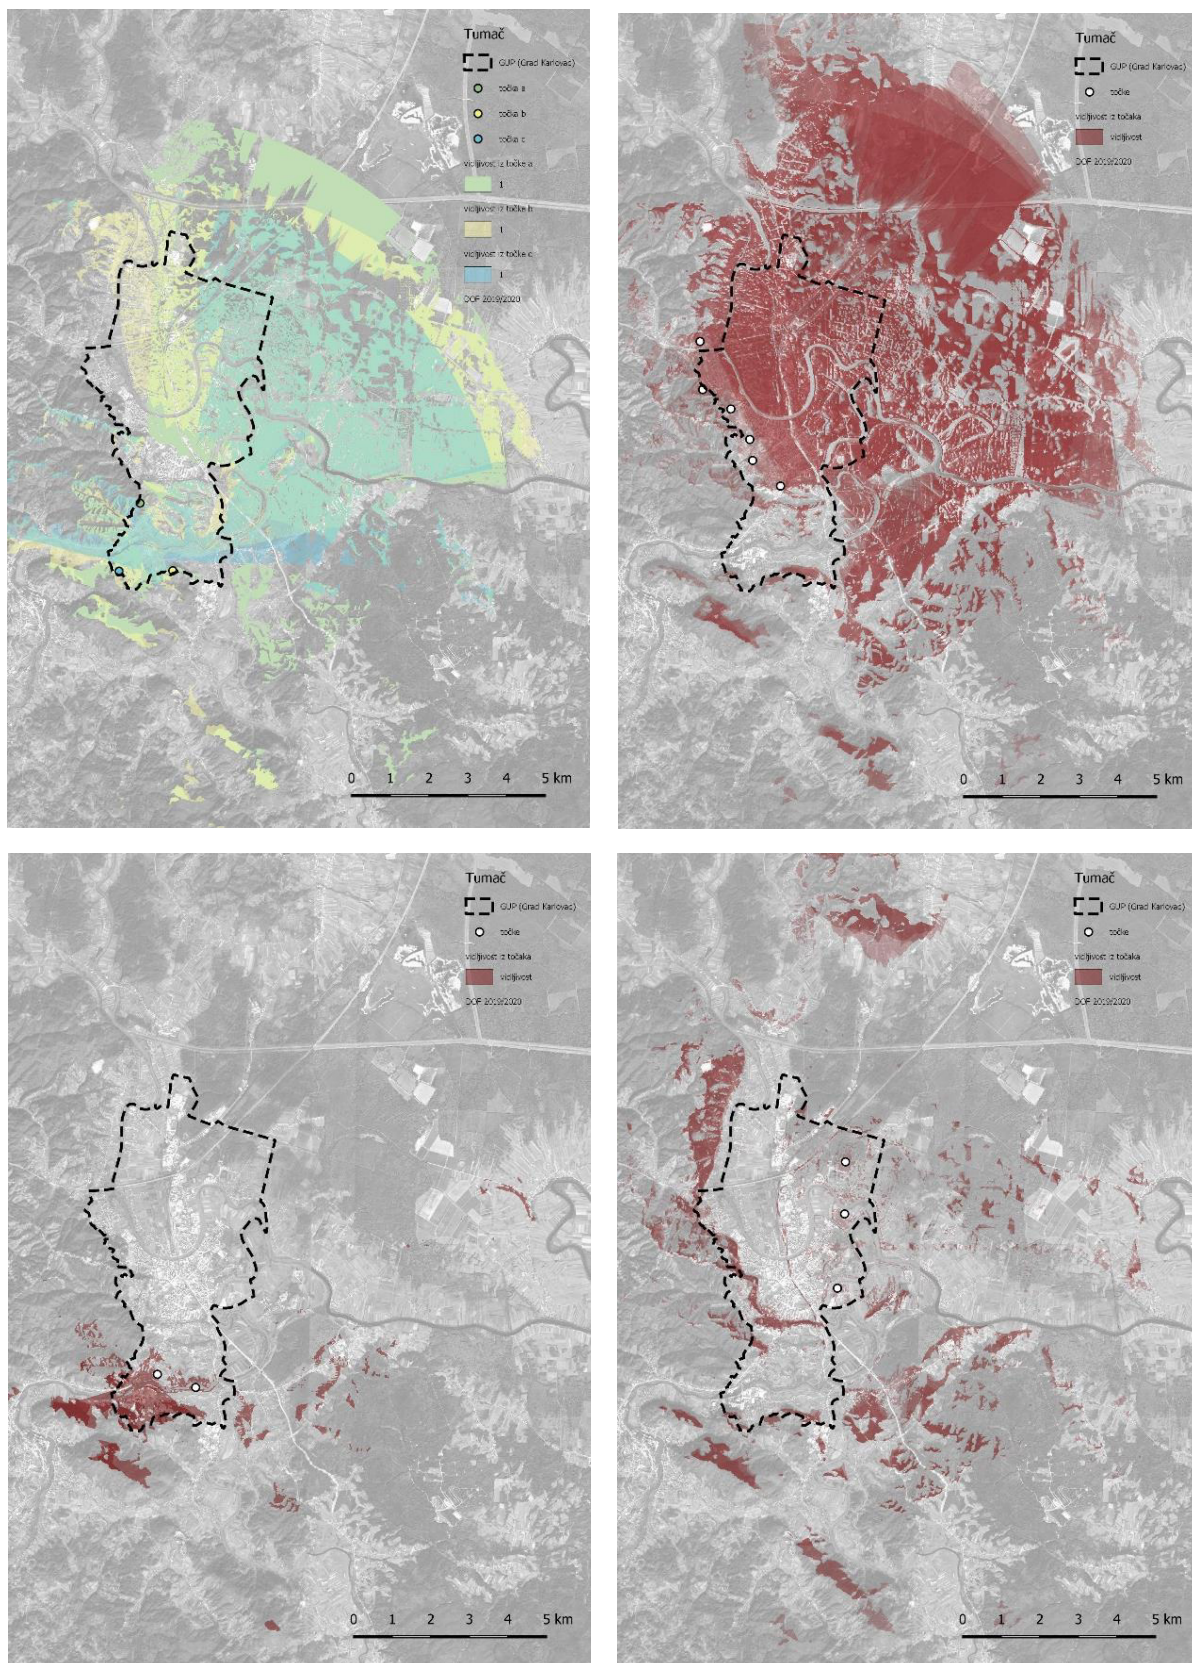 Tumač
GUP (Grad Karlovac)
točka a
točka b
točka c
vidljivost iz točke a
1
vidljivost iz točke b
1
vidljivost iz točke c
1
DOF 2019/2020
0 1 2 3 4 5 km
Tumač
GUP (Grad Karlovac)
točke
vidljivost iz točaka
vidljivost
DOF 2019/2020
0 1 2 3 4 5 km
Tumač
GUP (Grad Karlovac)
točke
vidljivost iz točaka
vidljivost
DOF 2019/2020
0 1 2 3 4 5 km
Tumač
GUP (Grad Karlovac)
točke
vidljivost iz točaka
vidljivost
DOF 2019/2020
0 1 2 3 4 5 km